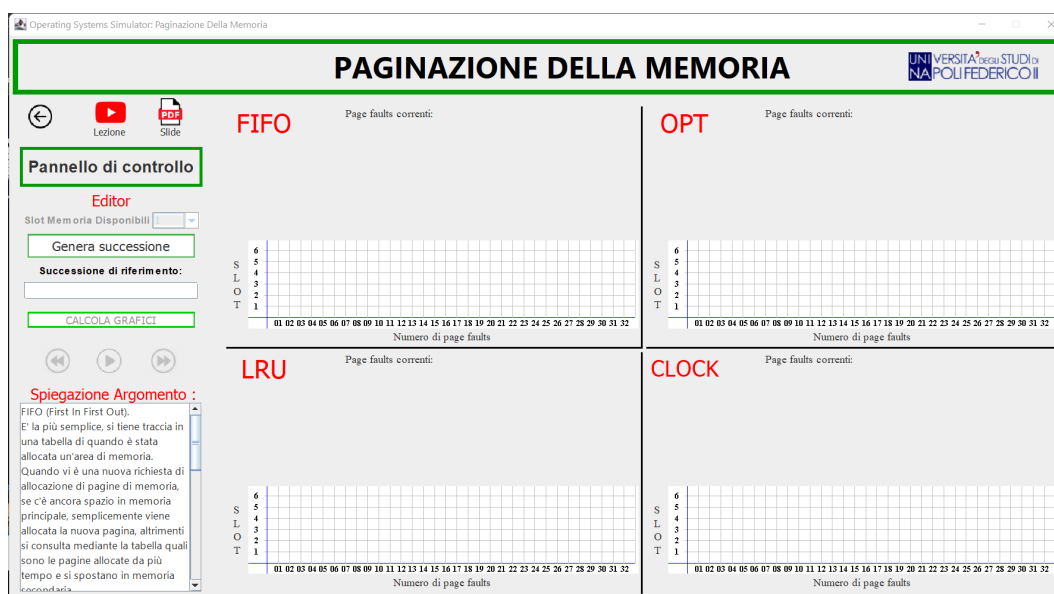 Operating Systems Simulator: Paginazione Della Memoria
PAGINAZIONE DELLA MEMORIA
UNIVERSITA' DEGLI STUDI DI
NAPOLI FEDERICO II
Lezione
PDF
Slide
Pannello di controllo
Editor
Slot Memoria Disponibili 1
Genera successione
Successione di riferimento:
CALCOLA GRAFICI
Spiegazione Argomento :
FIFO (First In First Out).
E' la più semplice, si tiene traccia in
una tabella di quando è stata
allocata un'area di memoria.
Quando vi è una nuova richiesta di
allocazione di pagine di memoria,
se c'è ancora spazio in memoria
principale, semplicemente viene
allocata la nuova pagina, altrimenti
si consulta mediante la tabella quali
sono le pagine allocate da più
tempo e si spostano in memoria
secondaria
FIFO
Page faults correnti:
SLOT
6
5
4
3
2
1
01 02 03 04 05 06 07 08 09 10 11 12 13 14 15 16 17 18 19 20 21 22 23 24 25 26 27 28 29 30 31 32
Numero di page faults
OPT
Page faults correnti:
SLOT
6
5
4
3
2
1
01 02 03 04 05 06 07 08 09 10 11 12 13 14 15 16 17 18 19 20 21 22 23 24 25 26 27 28 29 30 31 32
Numero di page faults
LRU
Page faults correnti:
SLOT
6
5
4
3
2
1
01 02 03 04 05 06 07 08 09 10 11 12 13 14 15 16 17 18 19 20 21 22 23 24 25 26 27 28 29 30 31 32
Numero di page faults
CLOCK
Page faults correnti:
SLOT
6
5
4
3
2
1
01 02 03 04 05 06 07 08 09 10 11 12 13 14 15 16 17 18 19 20 21 22 23 24 25 26 27 28 29 30 31 32
Numero di page faults